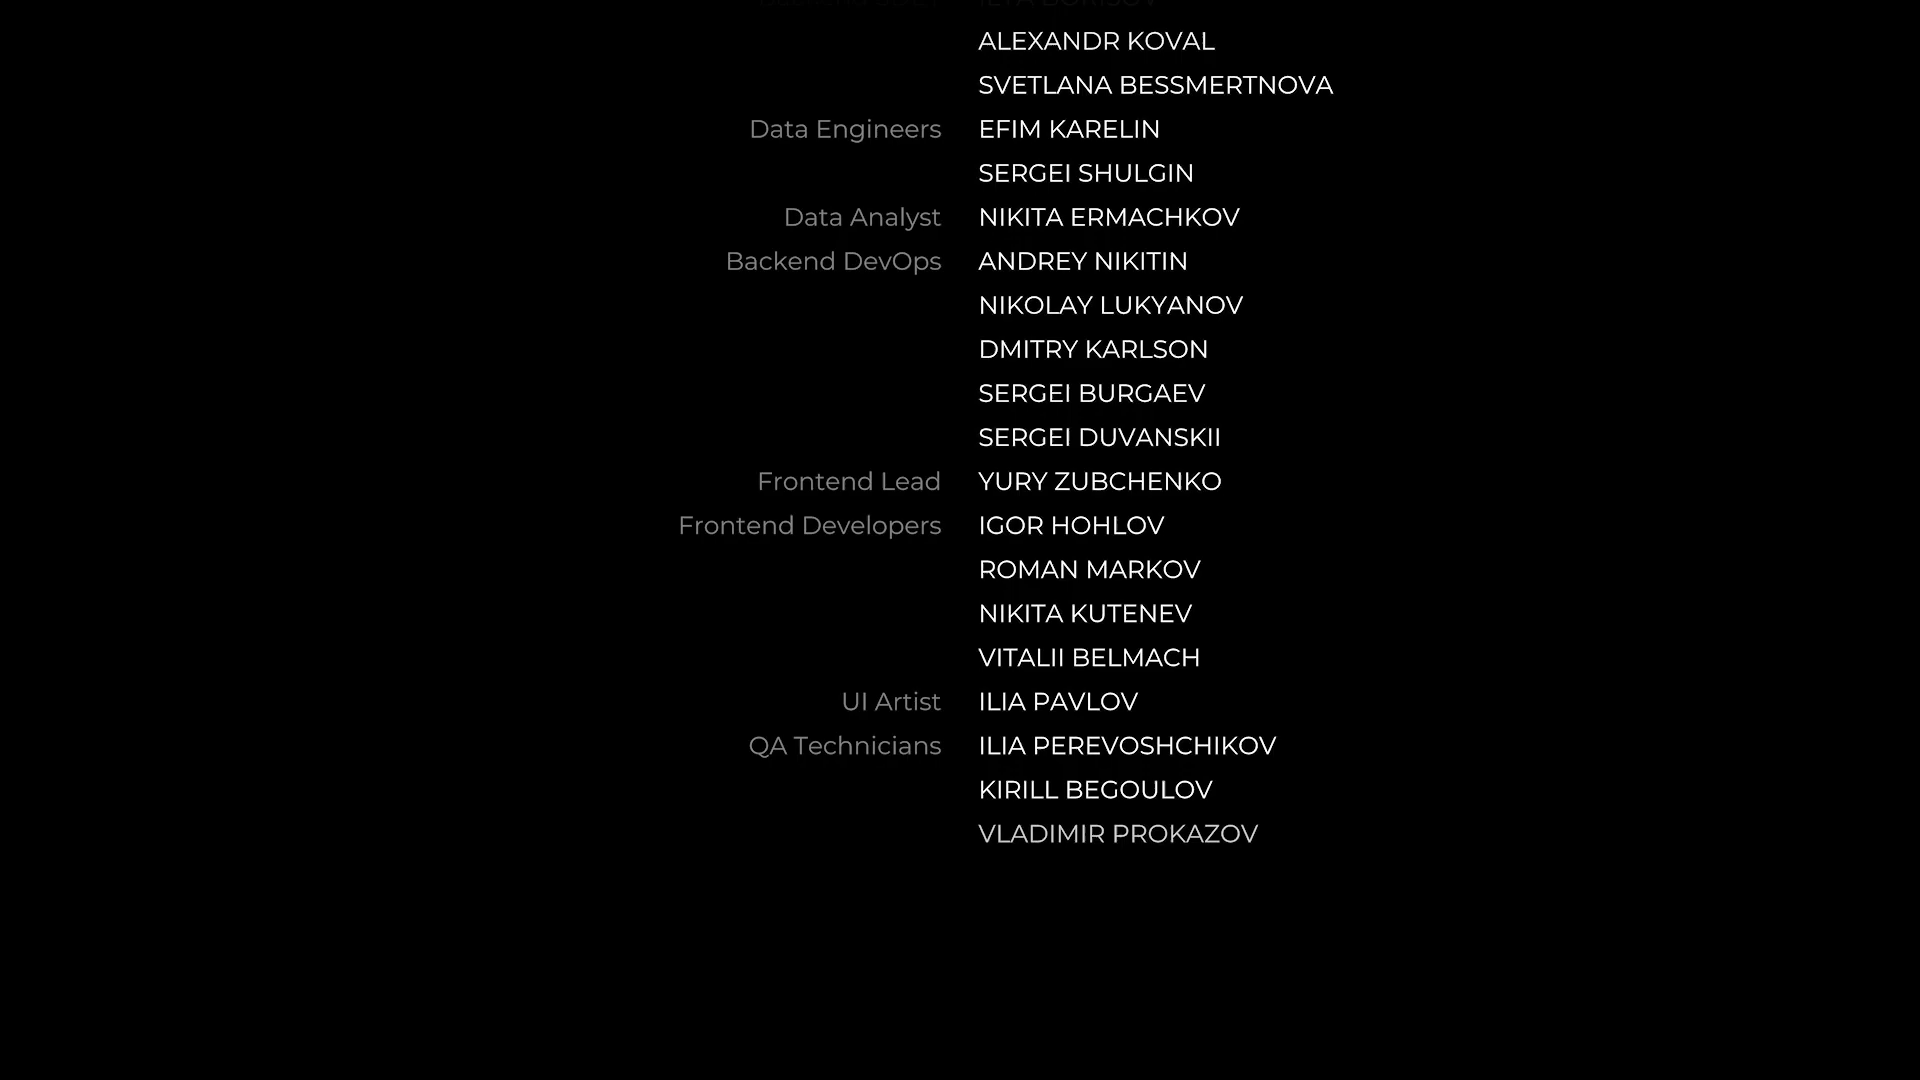 ALEXANDR KOVAL
SVETLANA BESSMERTNOVA
Data Engineers EFIM KARELIN
SERGEI SHULGIN
Data Analyst NIKITA ERMACHKOV
Backend DevOps ANDREY NIKITIN
NIKOLAY LUKYANOV
DMITRY KARLSON
SERGEI BURGAEV
SERGEI DUVANSKII
Frontend Lead YURY ZUBCHENKO
Frontend Developers IGOR HOHLOV
ROMAN MARKOV
NIKITA KUTENEV
VITALII BELMACH
UI Artist ILIA PAVLOV
QA Technicians ILIA PEREVOSHCHIKOV
KIRILL BEGOULOV
VLADIMIR PROKAZOV